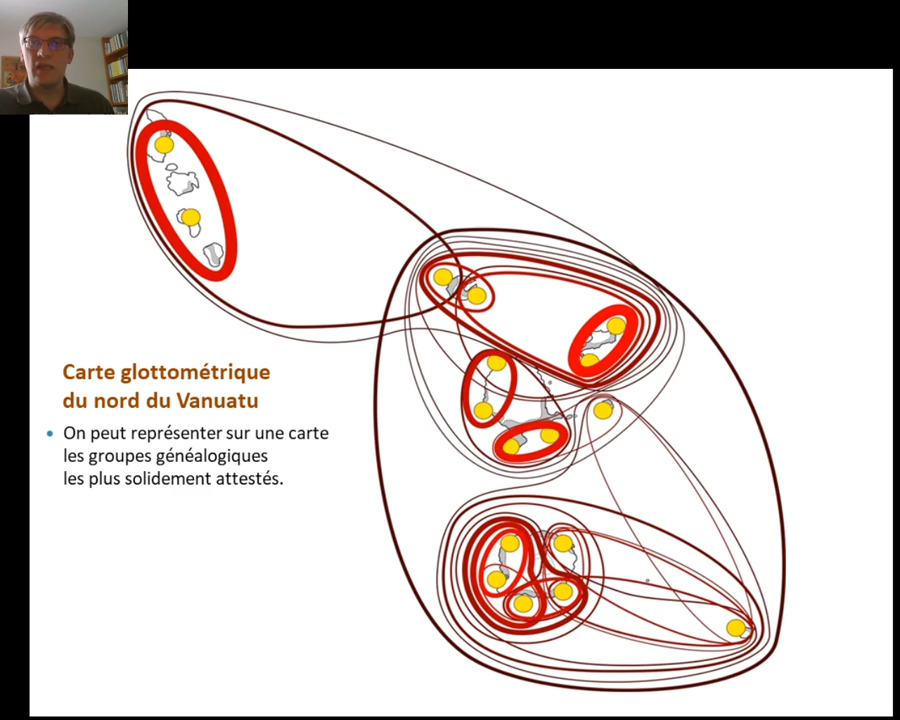 Carte glottométrique
du nord du Vanuatu
• On peut représenter sur une carte
les groupes généalogiques
les plus solidement attestés.